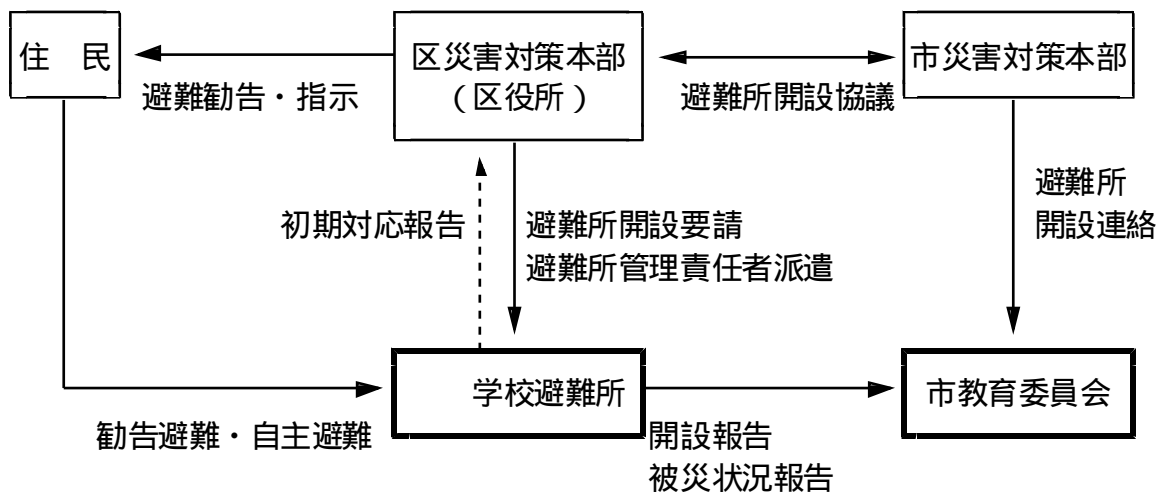 住　民
区災害対策本部
（区役所）
市災害対策本部
避難勧告・指示
避難所開設協議
初期対応報告
避難所開設要請
避難所管理責任者派遣
避難所
開設連絡
学校避難所
市教育委員会
勧告避難・自主避難
開設報告
被災状況報告